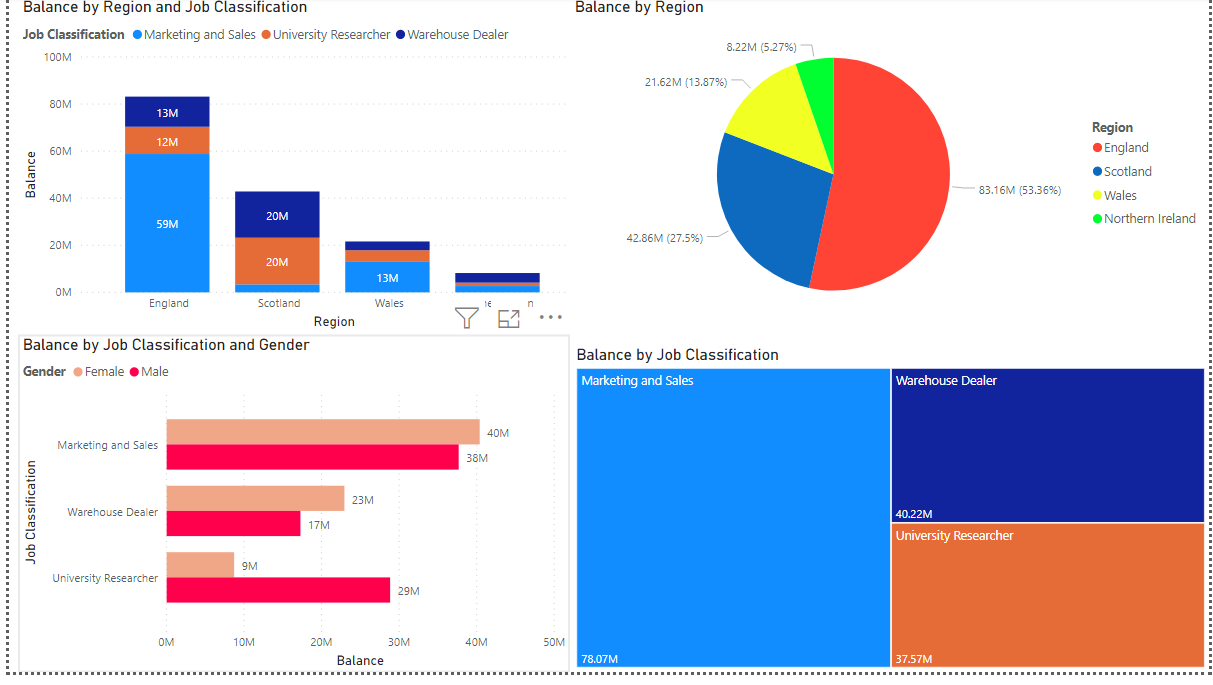 Balance by Region and Job Classification
Job Classification Marketing and Sales University Researcher Warehouse Dealer
100M
80M
60M
40M
20M
0M
Balance
13M
12M
59M
20M
20M
13M
England Scotland Wales
Region
Balance by Region
8.22M (5.27%)
21.62M (13.87%)
42.86M (27.5%)
83.16M (53.36%)
Region
England
Scotland
Wales
Northern Ireland
Balance by Job Classification and Gender
Gender Female Male
Job Classification
Marketing and Sales
40M
38M
Warehouse Dealer
23M
17M
University Researcher
9M
29M
0M 10M 20M 30M 40M 50M
Balance
Balance by Job Classification
Marketing and Sales
78.07M
Warehouse Dealer
40.22M
University Researcher
37.57M